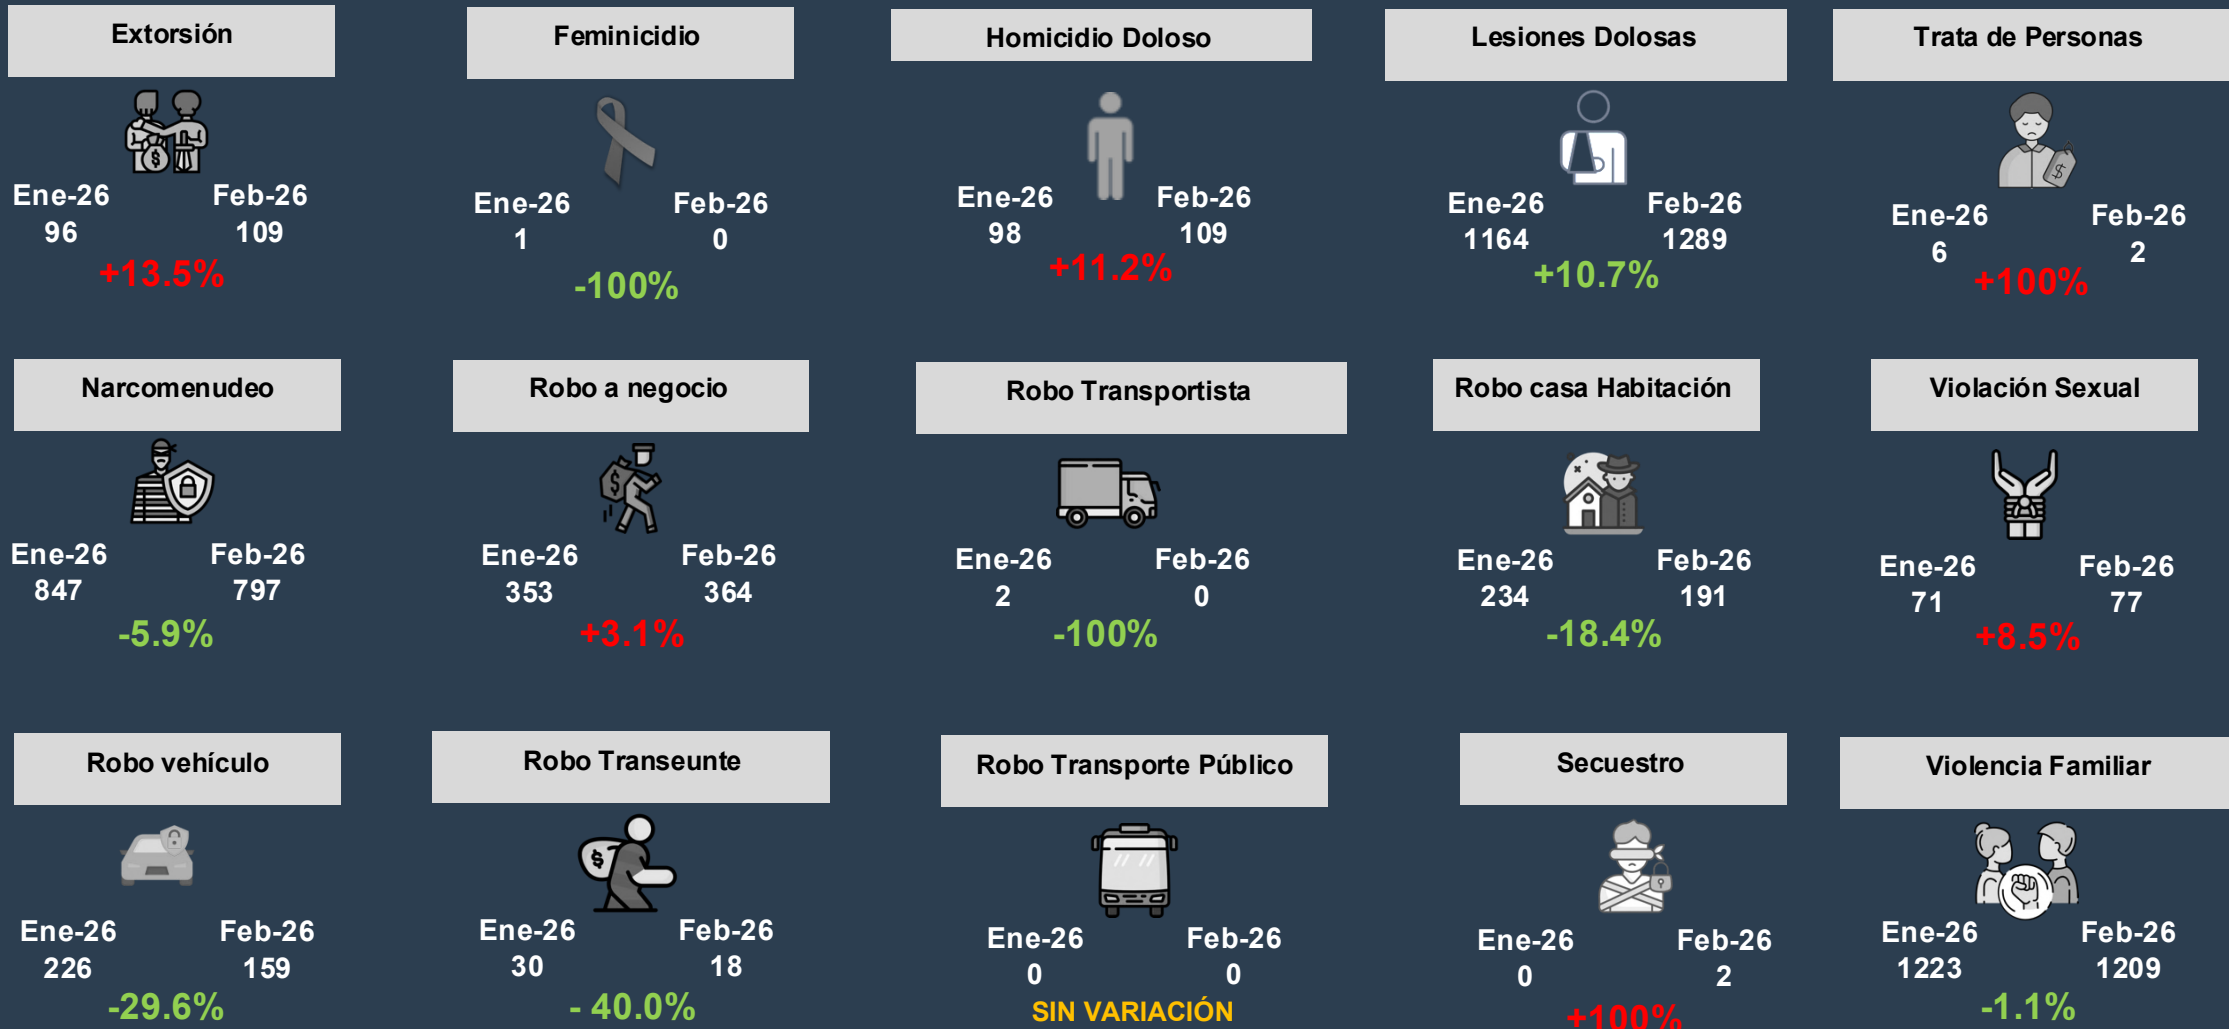 Extorsión
Ene-26 Feb-26
96 109
+13.5%
Feminicidio
Ene-26 Feb-26
1 0
-100%
Homicidio Doloso
Ene-26 Feb-26
98 109
+11.2%
Lesiones Dolosas
Ene-26 Feb-26
1164 1289
+10.7%
Trata de Personas
Ene-26 Feb-26
6 2
+100%
Narcomenudeo
Ene-26 Feb-26
847 797
-5.9%
Robo a negocio
Ene-26 Feb-26
353 364
+3.1%
Robo Transportista
Ene-26 Feb-26
2 0
-100%
Robo casa Habitación
Ene-26 Feb-26
234 191
-18.4%
Violación Sexual
Ene-26 Feb-26
71 77
+8.5%
Robo vehículo
Ene-26 Feb-26
226 159
-29.6%
Robo Transeunte
Ene-26 Feb-26
30 18
- 40.0%
Robo Transporte Público
Ene-26 Feb-26
0 0
SIN VARIACIÓN
Secuestro
Ene-26 Feb-26
0 2
+100%
Violencia Familiar
Ene-26 Feb-26
1223 1209
-1.1%